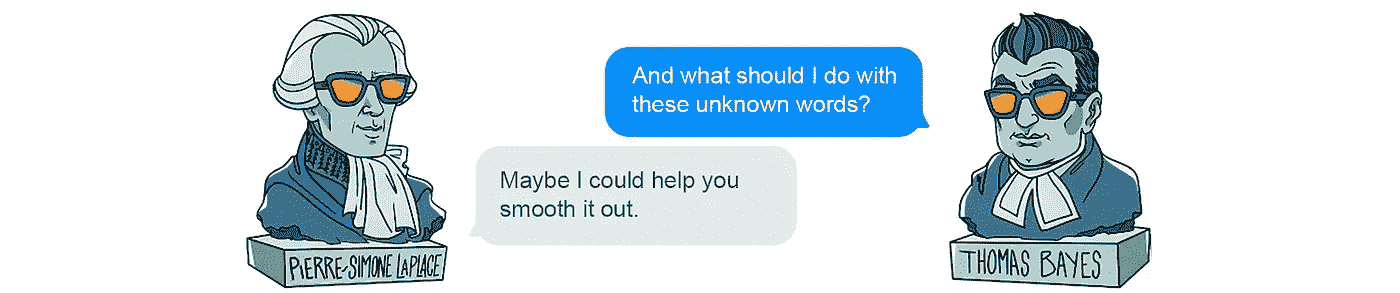 And what should I do with
these unknown words?
Maybe I could help you
smooth it out.
PiERRE-SIMONE LAPLACE
THOMAS BAYES